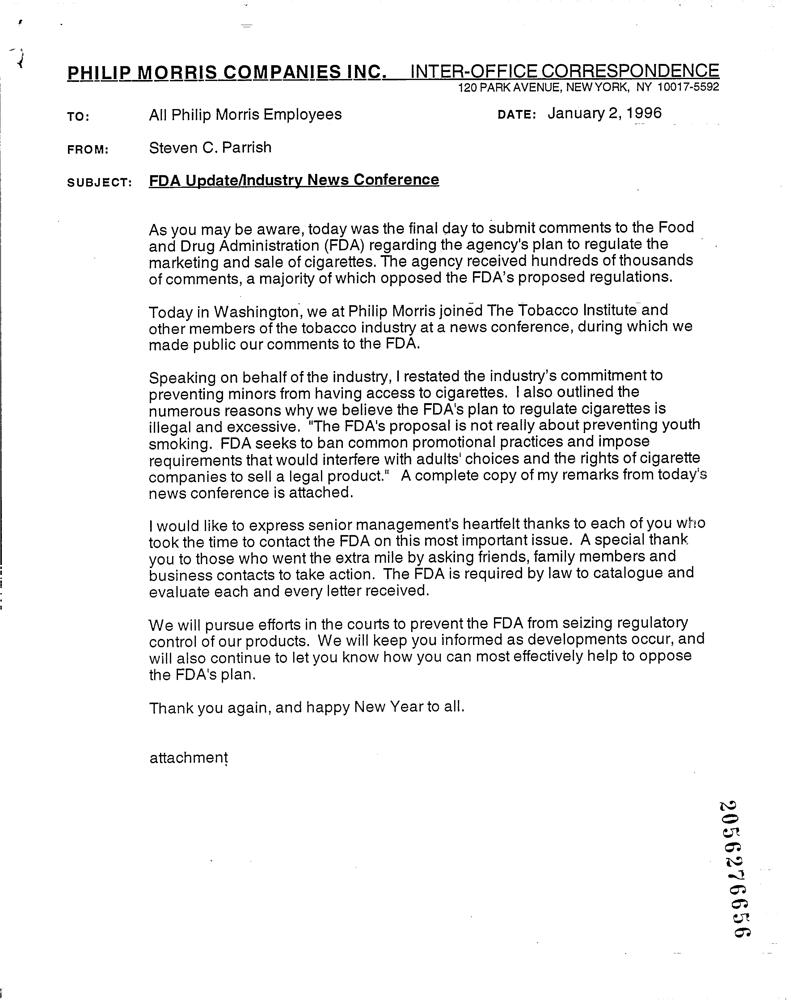 PHILIP MORRIS COMPANIES INC. INTER-OFFICE CORRESPONDENCE
120 PARK AVENUE, NEW YORK, NY 10017-5592
TO: All Philip Morris Employees DATE: January 2, 1996
FROM: Steven C. Parrish
SUBJECT: FDA Update/Industry News Conference
As you may be aware, today was the final day to submit comments to the Food
and Drug Administration (FDA) regarding the agency's plan to regulate the
marketing and sale of cigarettes. The agency received hundreds of thousands
of comments, a majority of which opposed the FDA's proposed regulations.
Today in Washington, we at Philip Morris joined The Tobacco Institute and
other members of the tobacco industry at a news conference, during which we
made public our comments to the FDA.
Speaking on behalf of the industry, I restated the industry's commitment to
preventing minors from having access to cigarettes. I also outlined the
numerous reasons why we believe the FDA's plan to regulate cigarettes is
illegal and excessive. "The FDA's proposal is not really about preventing youth
smoking. FDA seeks to ban common promotional practices and impose
requirements that would interfere with adults' choices and the rights of cigarette
companies to sell a legal product." A complete copy of my remarks from today's
news conference is attached.
I would like to express senior management's heartfelt thanks to each of you who
took the time to contact the FDA on this most important issue. A special thank
you to those who went the extra mile by asking friends, family members and
business contacts to take action. The FDA is required by law to catalogue and
evaluate each and every letter received.
We will pursue efforts in the courts to prevent the FDA from seizing regulatory
control of our products. We will keep you informed as developments occur, and
will also continue to let you know how you can most effectively help to oppose
the FDA's plan.
Thank you again, and happy New Year to all.
attachment
2056276656